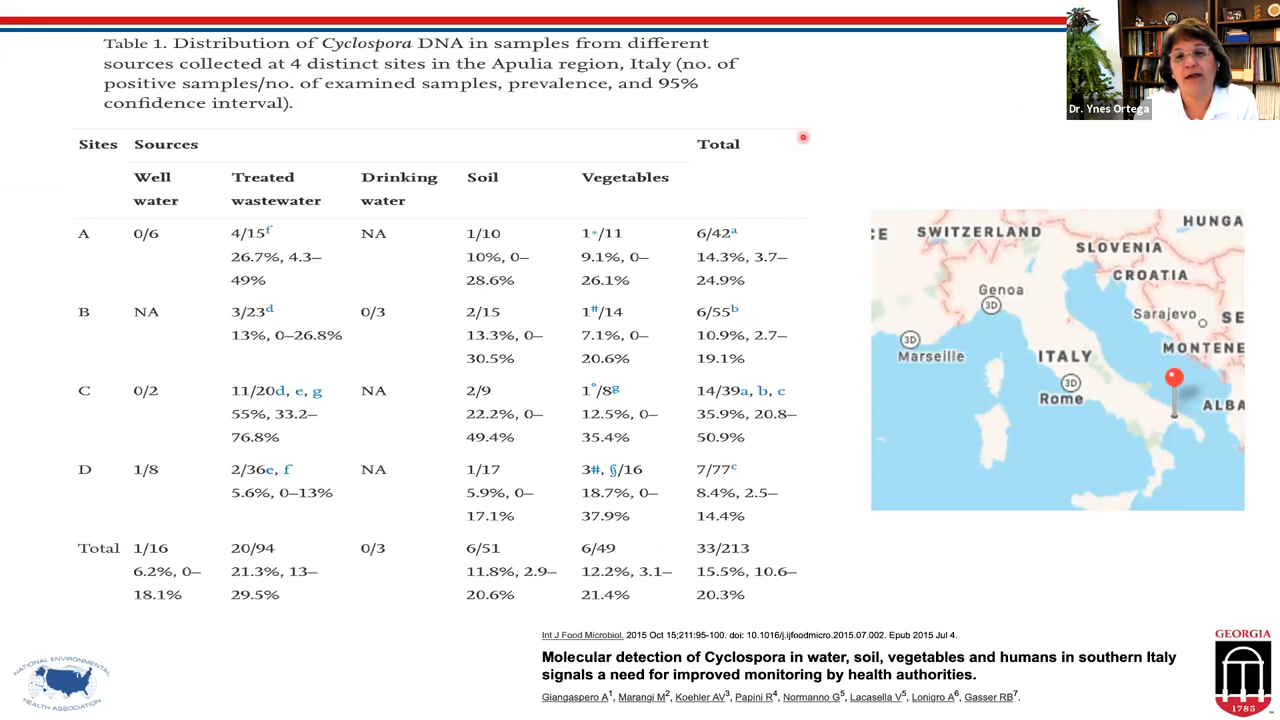 Table 1. Distribution of Cyclospora DNA in samples from different
sources collected at 4 distinct sites in the Apulia region, Italy (no. of
positive samples/no. of examined samples, prevalence, and 95%
confidence interval).
Dr. Ynes Ortega
Sites Sources Total
Well water Treated wastewater Drinking water Soil Vegetables
A 0/6 4/15f NA 1/10 1*/11 6/42a
26.7%, 4.3– 10%, 0– 9.1%, 0– 14.3%, 3.7–
49% 28.6% 26.1% 24.9%
B NA 3/23d 0/3 2/15 1#/14 6/55b
13%, 0–26.8% 13.3%, 0– 7.1%, 0– 10.9%, 2.7–
30.5% 20.6% 19.1%
C 0/2 11/20d, e, g NA 2/9 1°/8g 14/39a, b, c
55%, 33.2– 22.2%, 0– 12.5%, 0– 35.9%, 20.8–
76.8% 49.4% 35.4% 50.9%
D 1/8 2/36e, f NA 1/17 3#, §/16 7/77c
5.6%, 0–13% 5.9%, 0– 18.7%, 0– 8.4%, 2.5–
17.1% 37.9% 14.4%
Total 1/16 20/94 0/3 6/51 6/49 33/213
6.2%, 0– 21.3%, 13– 11.8%, 2.9– 12.2%, 3.1– 15.5%, 10.6–
18.1% 29.5% 20.6% 21.4% 20.3%
CE SWITZERLAND HUNGA
SLOVENIA
CROATIA
Genoa
3D
Sarajevo SE
3D
Marseille
MONTENE
ITALY
3D
Rome
ALBA
Int J Food Microbiol. 2015 Oct 15;211:95-100. doi: 10.1016/j.ijfoodmicro.2015.07.002. Epub 2015 Jul 4.
Molecular detection of Cyclospora in water, soil, vegetables and humans in southern Italy
signals a need for improved monitoring by health authorities.
Giangaspero A1, Marangi M2, Koehler AV3, Papini R4, Normanno G5, Lacasella V5, Lonigro A6, Gasser RB7.
NATIONAL ENVIRONMENTAL
HEALTH ASSOCIATION
GEORGIA
1785